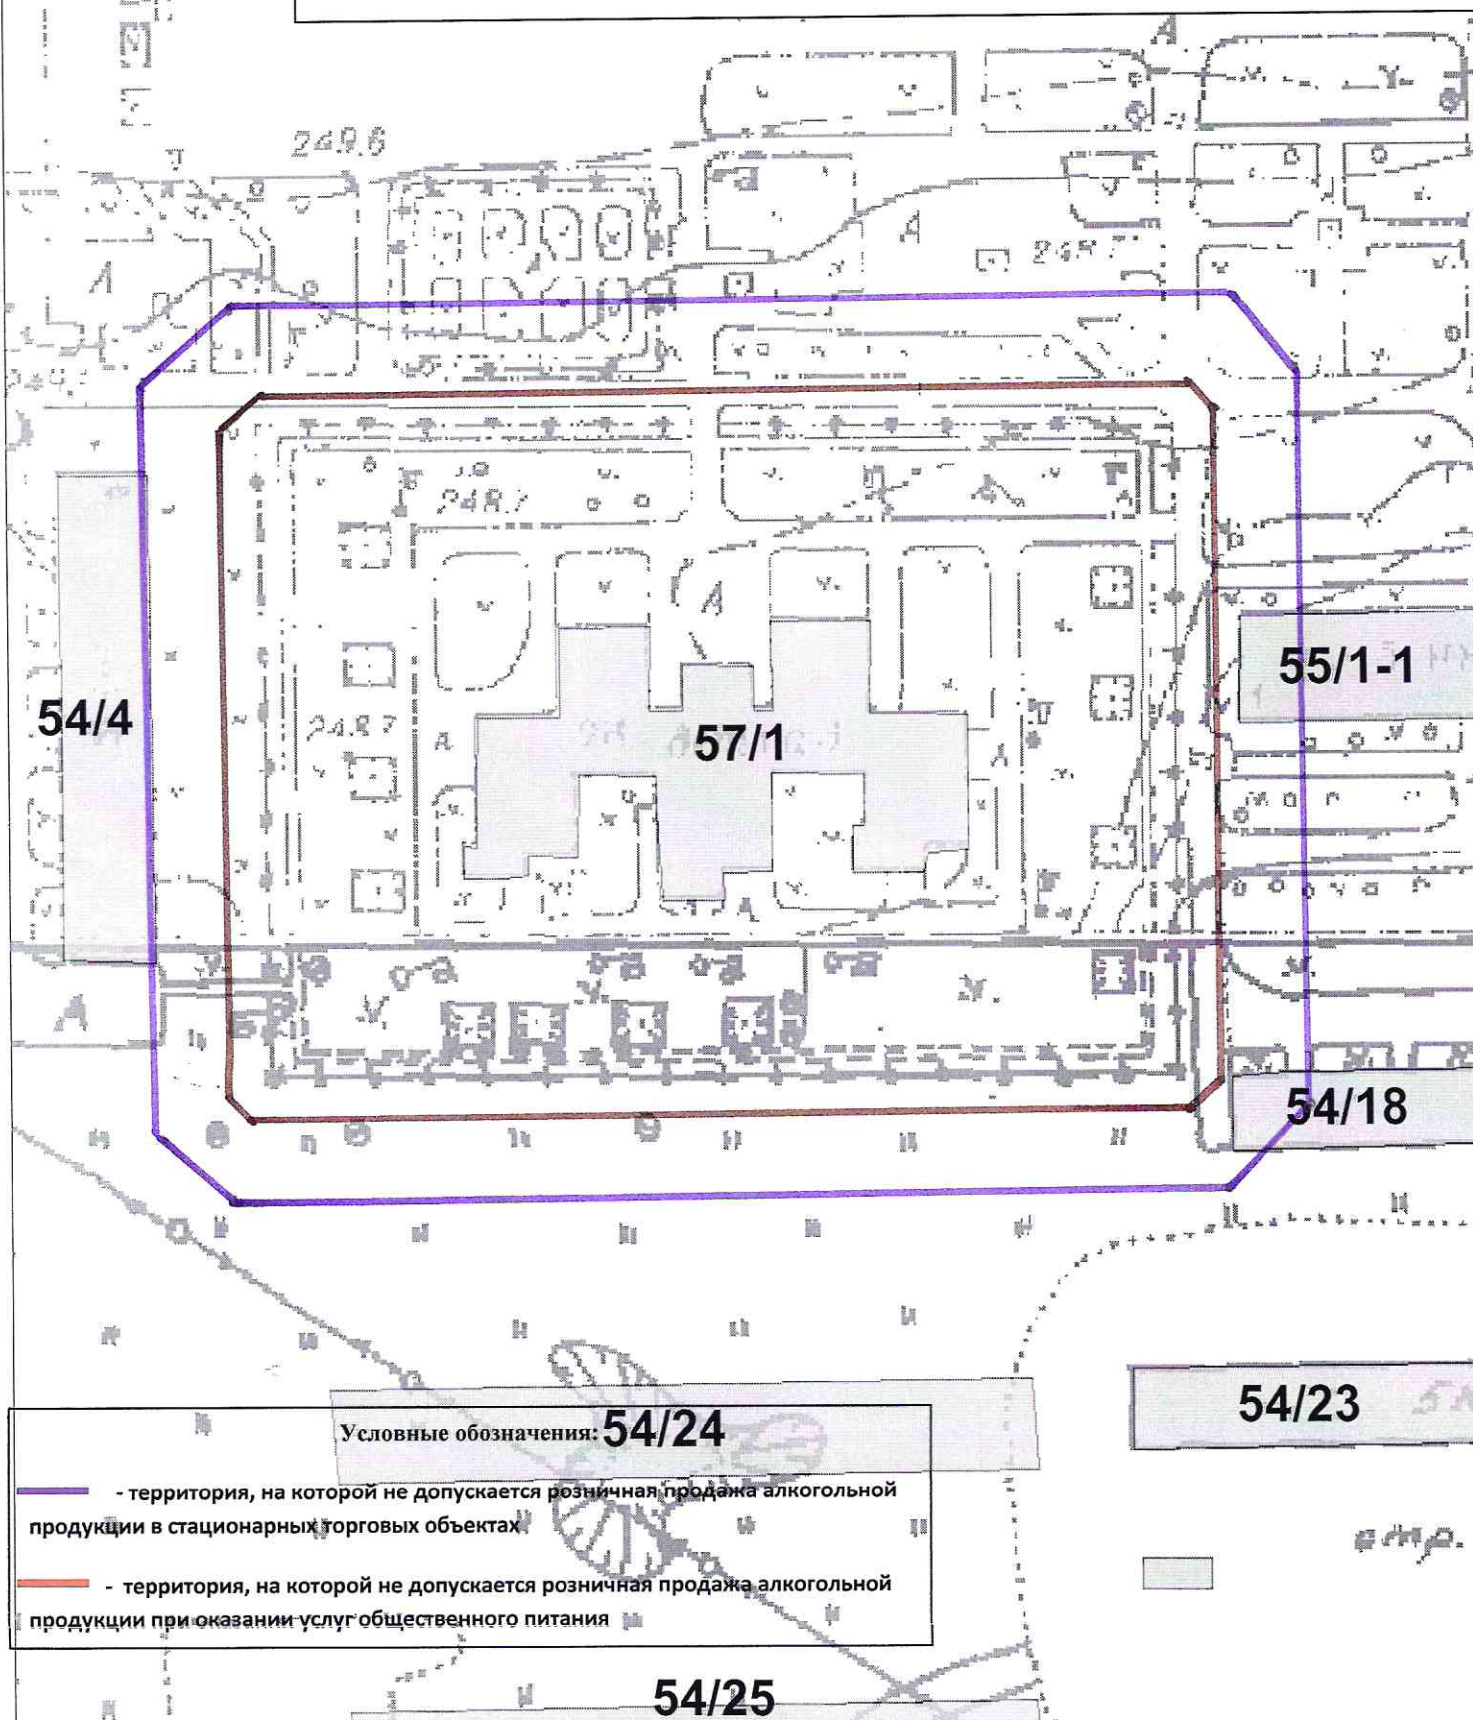 249.6
54/4
57/1
55/1-1
54/18
54/23
Условные обозначения: 54/24
- территория, на которой не допускается розничная продажа алкогольной
продукции в стационарных торговых объектах
- территория, на которой не допускается розничная продажа алкогольной
продукции при оказании услуг общественного питания
стр.
54/25